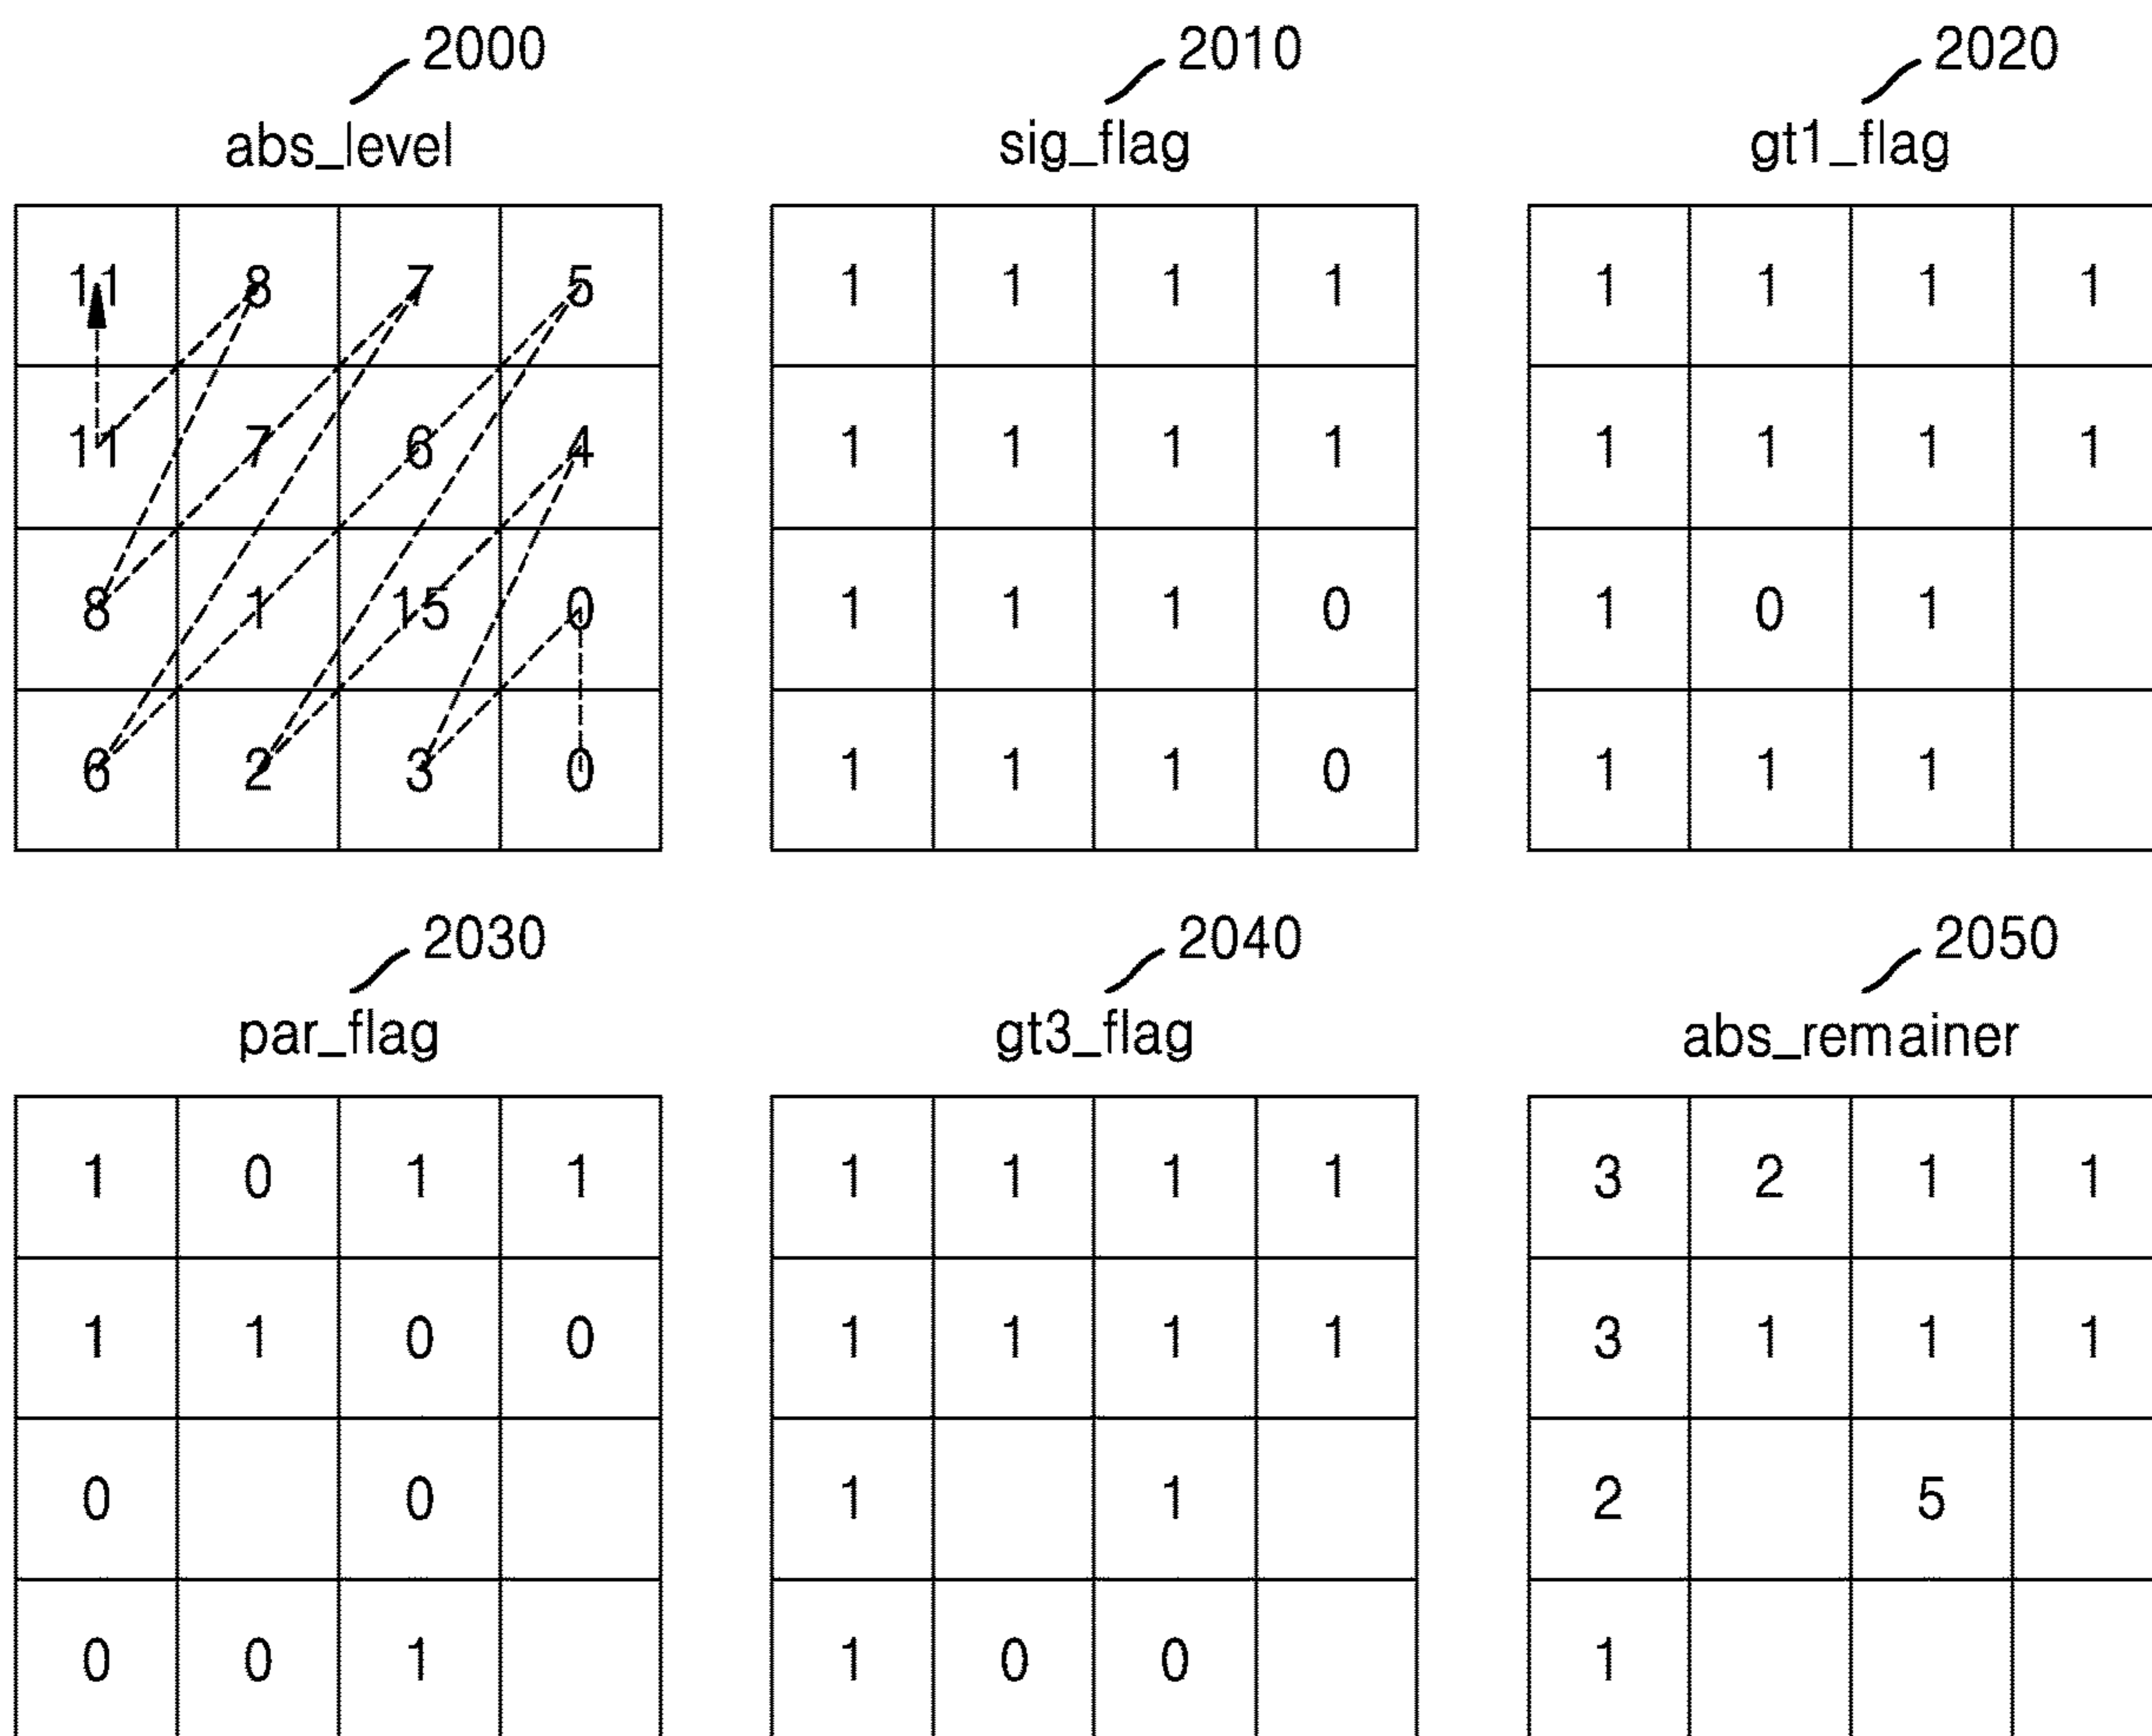 2000 2010 2020
abs_level sig_flag gt1_flag
11 8 7 5 1 1 1 1 1 1 1 1
11 7 6 4 1 1 1 1 1 1 1 1
8 1 15 0 1 1 1 0 1 0 1
6 2 3 0 1 1 1 0 1 1 1
2030 2040 2050
par_flag gt3_flag abs_remainer
1 0 1 1 1 1 1 1 3 2 1 1
1 1 0 0 1 1 1 1 3 1 1 1
0 0 1 1 2 5
0 0 1 1 0 0 1